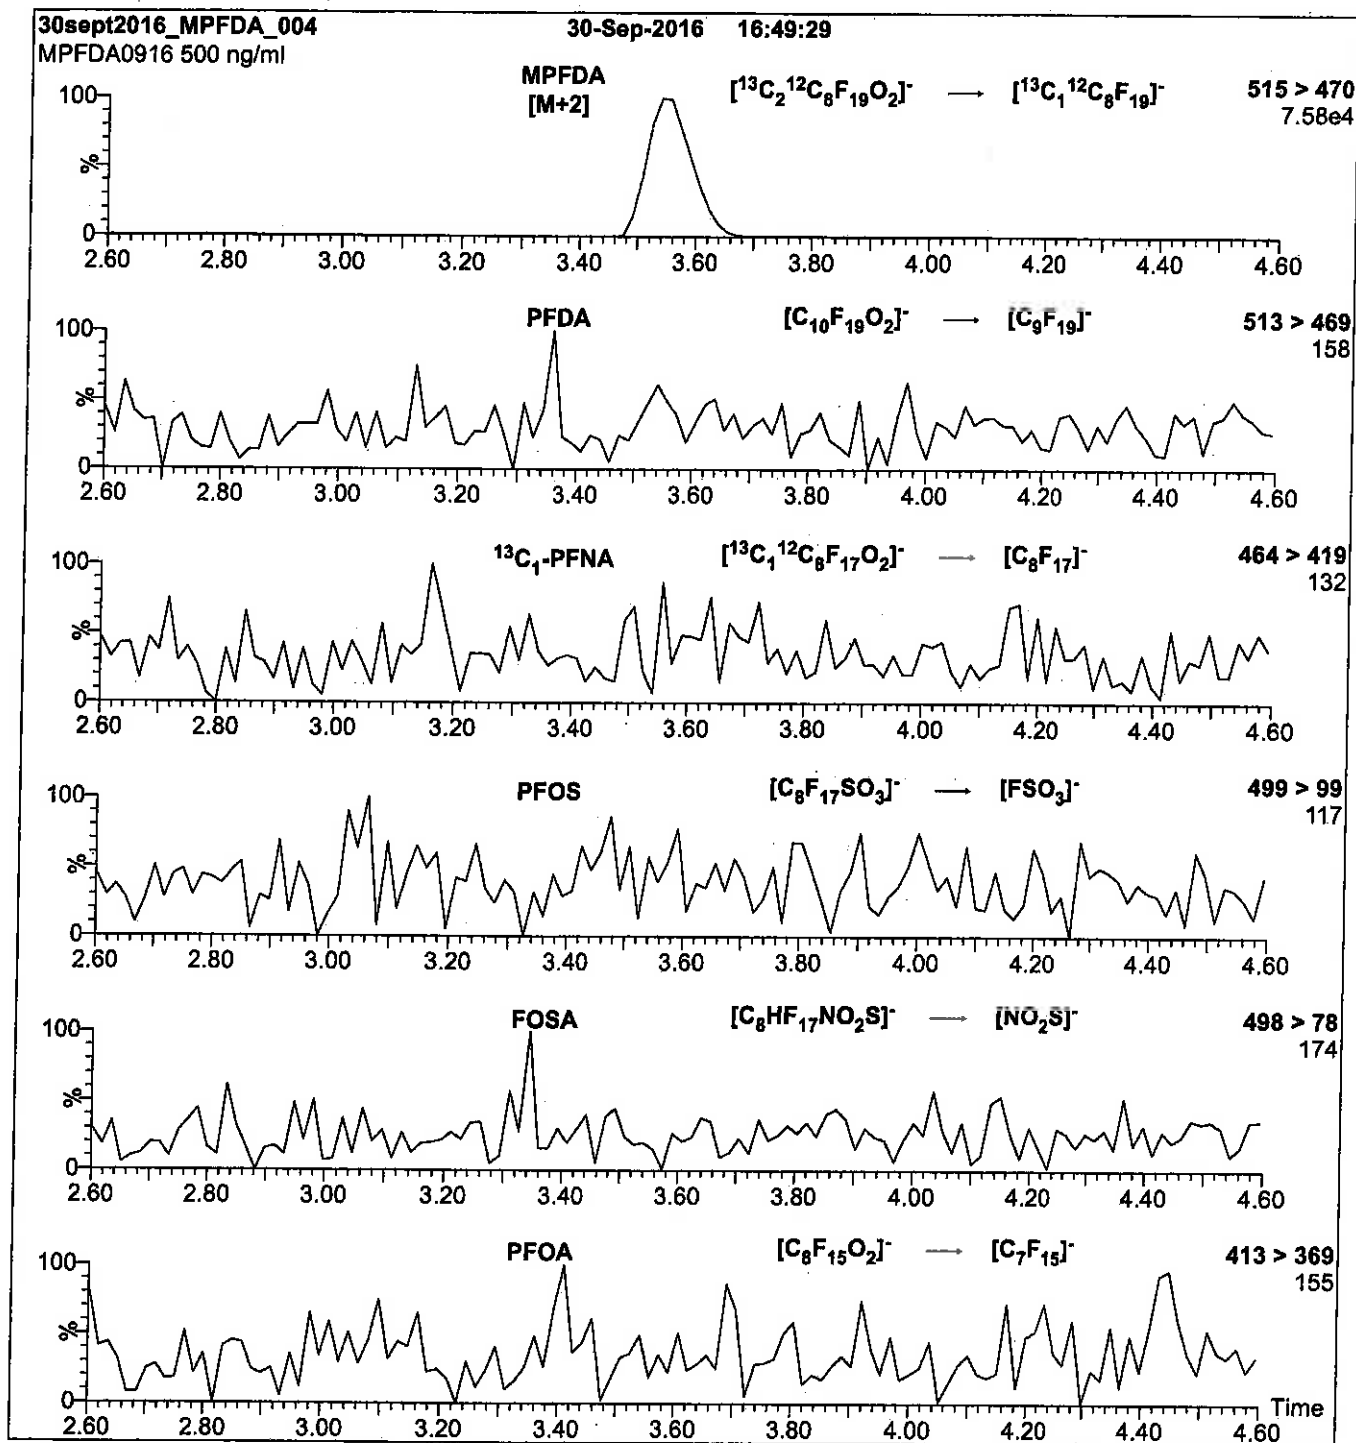 30sept2016_MPFDA_004 30-Sep-2016 16:49:29
MPFDA0916 500 ng/ml
MPFDA [¹³C₂¹²C₈F₁₉O₂]⁻ → [¹³C₁¹²C₈F₁₉]⁻ 515 > 470
[M+2] 7.58e4
100
%
0
2.60 2.80 3.00 3.20 3.40 3.60 3.80 4.00 4.20 4.40 4.60
PFDA [C₁₀F₁₉O₂]⁻ → [C₉F₁₉]⁻ 513 > 469
158
100
%
0
2.60 2.80 3.00 3.20 3.40 3.60 3.80 4.00 4.20 4.40 4.60
¹³C₁-PFNA [¹³C₁¹²C₈F₁₇O₂]⁻ → [C₈F₁₇]⁻ 464 > 419
132
100
%
0
2.60 2.80 3.00 3.20 3.40 3.60 3.80 4.00 4.20 4.40 4.60
PFOS [C₈F₁₇SO₃]⁻ → [FSO₃]⁻ 499 > 99
117
100
%
0
2.60 2.80 3.00 3.20 3.40 3.60 3.80 4.00 4.20 4.40 4.60
FOSA [C₈HF₁₇NO₂S]⁻ → [NO₂S]⁻ 498 > 78
174
100
%
0
2.60 2.80 3.00 3.20 3.40 3.60 3.80 4.00 4.20 4.40 4.60
PFOA [C₈F₁₅O₂]⁻ → [C₇F₁₅]⁻ 413 > 369
155
100
%
0
Time
2.60 2.80 3.00 3.20 3.40 3.60 3.80 4.00 4.20 4.40 4.60